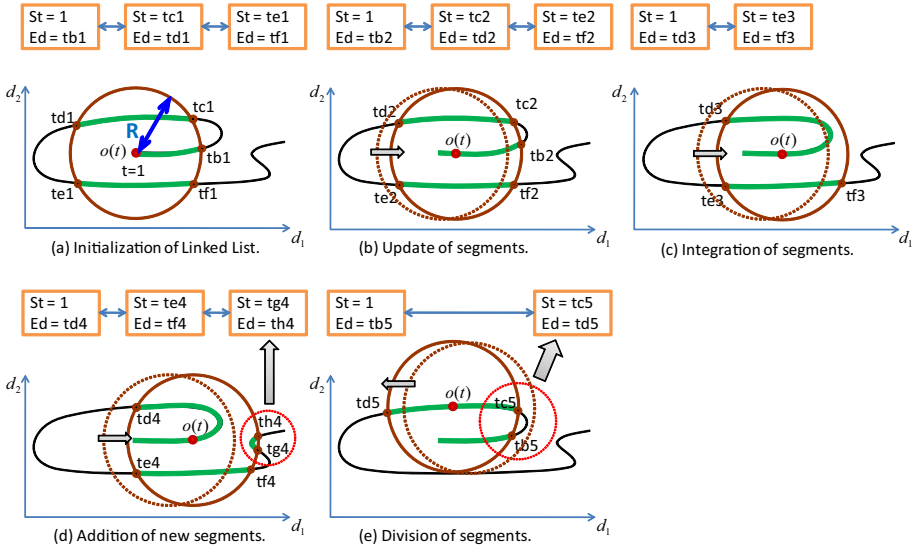 St = 1
Ed = tb1
St = tc1
Ed = td1
St = te1
Ed = tf1
d2
td1
tc1
R
o(t)
t=1
tb1
te1
tf1
d1
(a) Initialization of Linked List.
St = 1
Ed = tb2
St = tc2
Ed = td2
St = te2
Ed = tf2
d2
td2
tc2
o(t)
tb2
te2
tf2
d1
(b) Update of segments.
St = 1
Ed = td3
St = te3
Ed = tf3
d2
td3
o(t)
te3
tf3
d1
(c) Integration of segments.
St = 1
Ed = td4
St = te4
Ed = tf4
St = tg4
Ed = th4
d2
td4
o(t)
th4
tg4
te4
tf4
d1
(d) Addition of new segments.
St = 1
Ed = tb5
St = tc5
Ed = td5
d2
td5
o(t)
tc5
tb5
d1
(e) Division of segments.